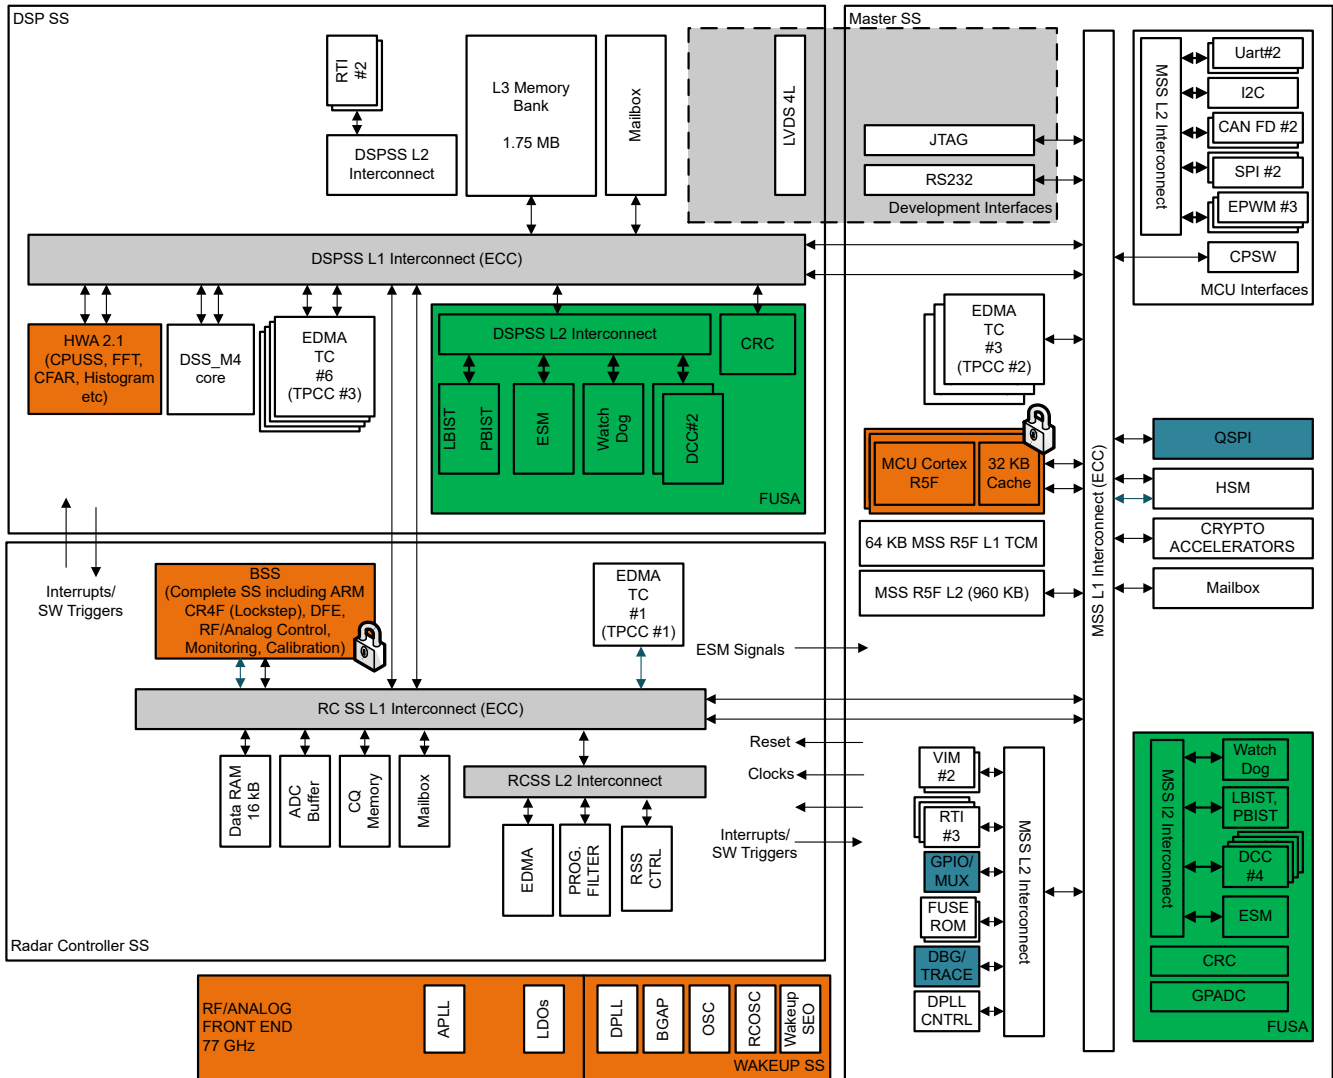 DSP SS
RTI
#2
DSPSS L2
Interconnect
L3 Memory
Bank
1.75 MB
Mailbox
LVDS 4L
JTAG
RS232
Development Interfaces
DSPSS L1 Interconnect (ECC)
HWA 2.1
(CPUSS, FFT,
CFAR, Histogram
etc)
DSS_M4
core
EDMA
TC
#6
(TPCC #3)
DSPSS L2 Interconnect
CRC
LBIST
PBIST
ESM
Watch
Dog
DCC#2
FUSA
Interrupts/
SW Triggers
BSS
(Complete SS including ARM
CR4F (Lockstep), DFE,
RF/Analog Control,
Monitoring, Calibration)
EDMA
TC
#1
(TPCC #1)
ESM Signals
RC SS L1 Interconnect (ECC)
Data RAM
16 kB
ADC
Buffer
CQ
Memory
Mailbox
RCSS L2 Interconnect
EDMA
PROG.
FILTER
RSS
CTRL
Reset
Clocks
Interrupts/
SW Triggers
Radar Controller SS
RF/ANALOG
FRONT END
77 GHz
APLL
LDOs
DPLL
BGAP
OSC
RCOSC
Wakeup
SEO
WAKEUP SS
Master SS
MSS L1 Interconnect (ECC)
MSS L2 Interconnect
Uart#2
I2C
CAN FD #2
SPI #2
EPWM #3
CPSW
MCU Interfaces
EDMA
TC
#3
(TPCC #2)
MCU Cortex
R5F
32 KB
Cache
64 KB MSS R5F L1 TCM
MSS R5F L2 (960 KB)
QSPI
HSM
CRYPTO
ACCELERATORS
Mailbox
VIM
#2
RTI
#3
GPIO/
MUX
FUSE
ROM
DBG/
TRACE
DPLL
CNTRL
MSS L2 Interconnect
MSS l2 Interconnect
Watch
Dog
LBIST,
PBIST
DCC
#4
ESM
CRC
GPADC
FUSA